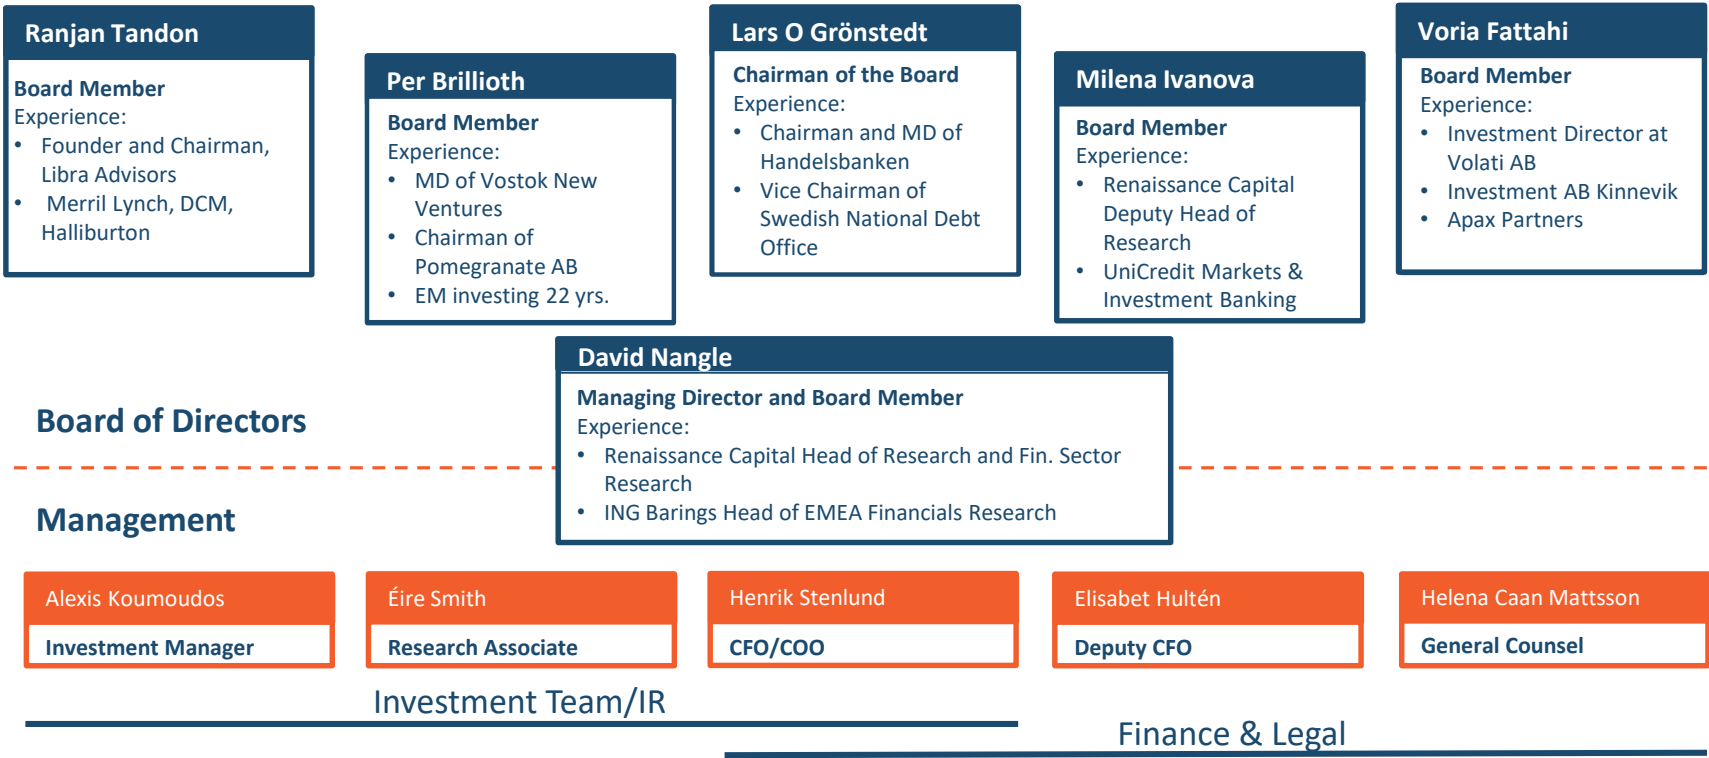 Ranjan Tandon
Board Member
Experience:
• Founder and Chairman,
Libra Advisors
• Merril Lynch, DCM,
Halliburton
Per Brillioth
Board Member
Experience:
• MD of Vostok New
Ventures
• Chairman of
Pomegranate AB
• EM investing 22 yrs.
Lars O Grönstedt
Chairman of the Board
Experience:
• Chairman and MD of
Handelsbanken
• Vice Chairman of
Swedish National Debt
Office
Milena Ivanova
Board Member
Experience:
• Renaissance Capital
Deputy Head of
Research
• UniCredit Markets &
Investment Banking
Voria Fattahi
Board Member
Experience:
• Investment Director at
Volati AB
• Investment AB Kinnevik
• Apax Partners
David Nangle
Managing Director and Board Member
Experience:
• Renaissance Capital Head of Research and Fin. Sector
Research
• ING Barings Head of EMEA Financials Research
Board of Directors
Management
Alexis Koumoudos
Investment Manager
Éire Smith
Research Associate
Henrik Stenlund
CFO/COO
Elisabet Hultén
Deputy CFO
Helena Caan Mattsson
General Counsel
Investment Team/IR
Finance & Legal